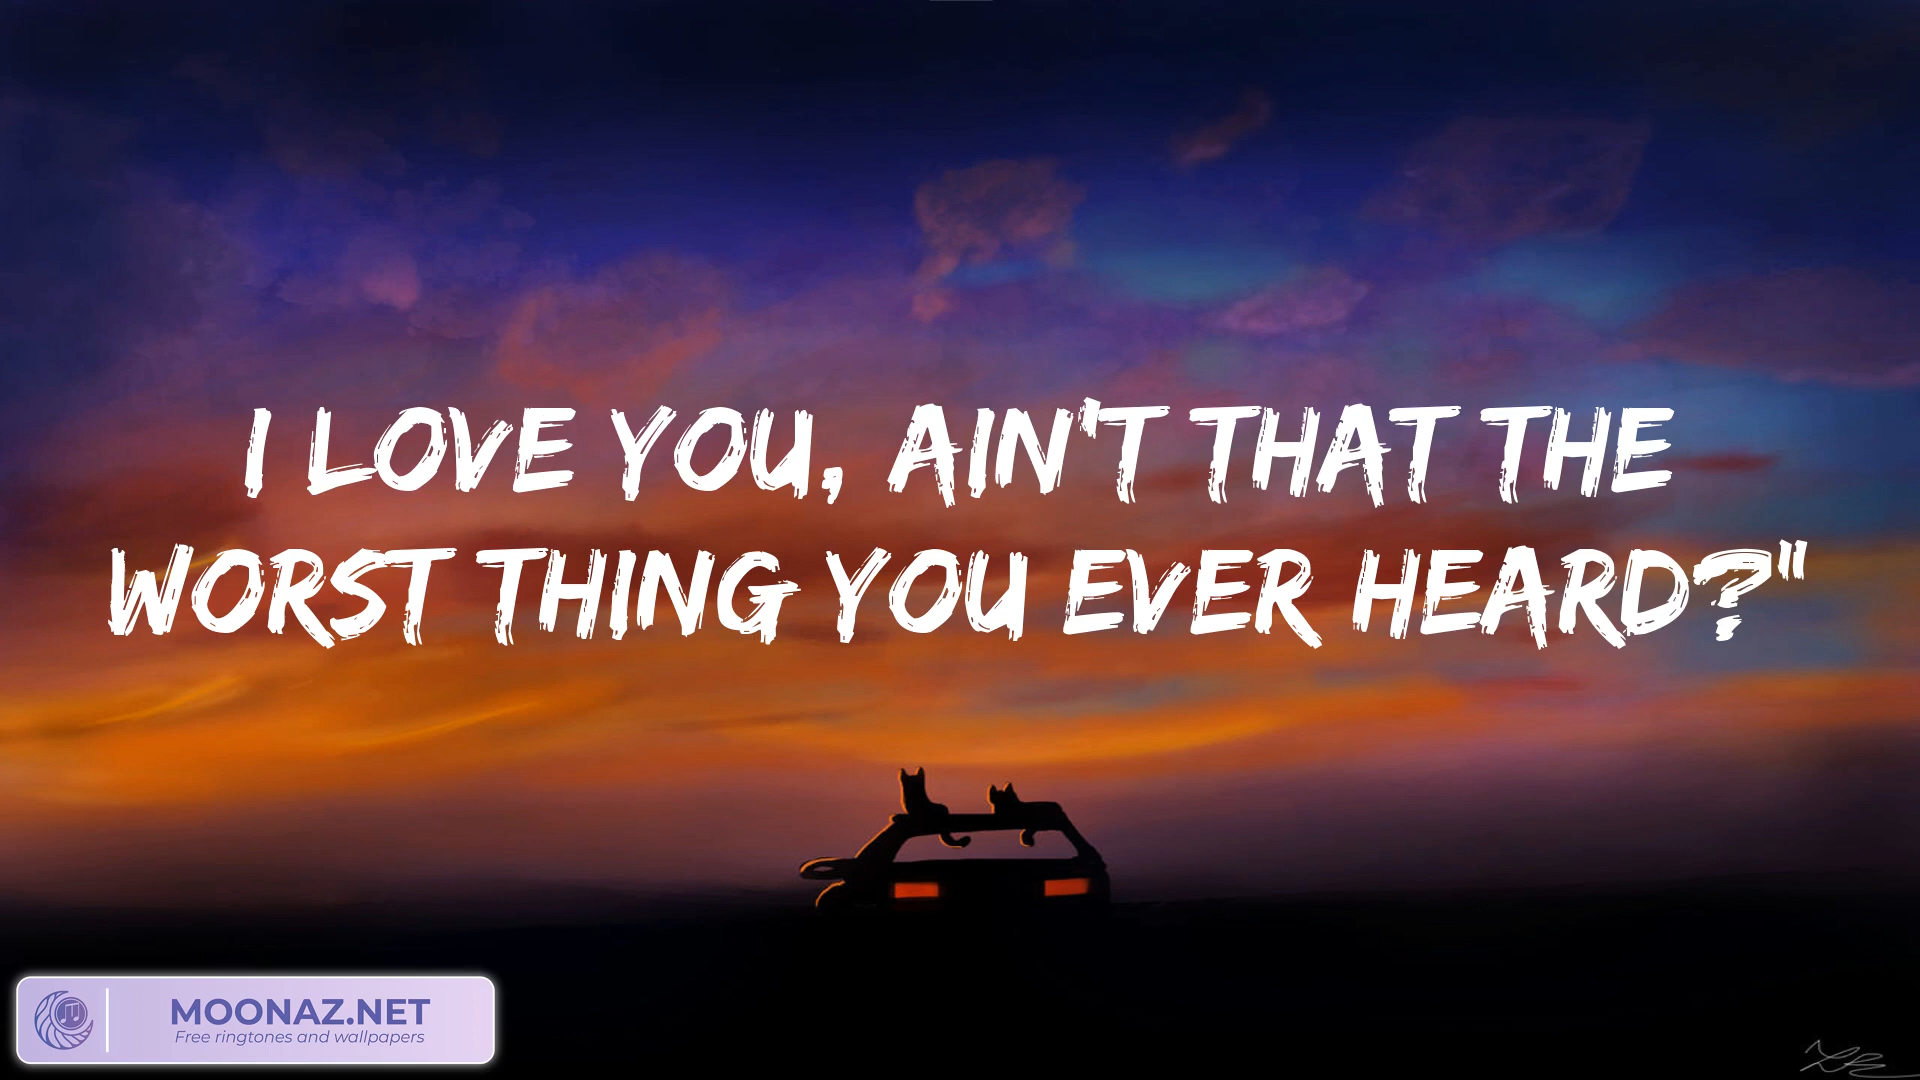 I LOVE YOU, AIN'T THAT THE
WORST THING YOU EVER HEARD?"
MOONAZ.NET
Free ringtones and wallpapers